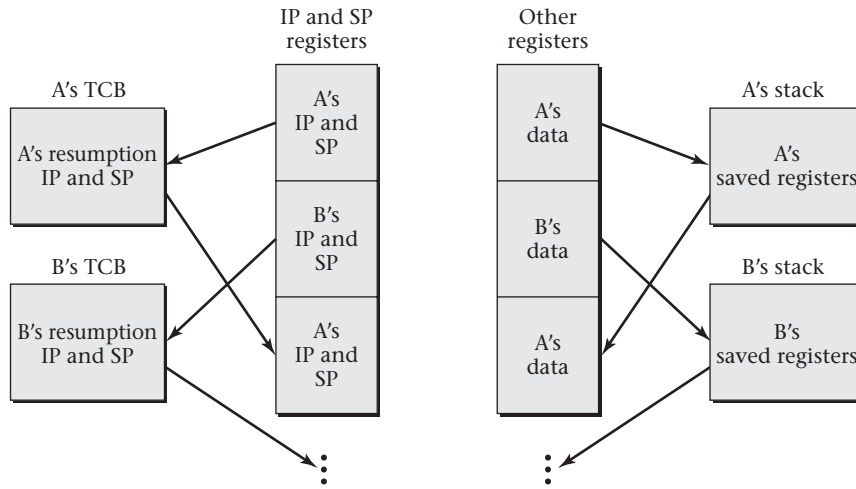 IP and SP
registers
Other
registers
A's TCB
A's resumption
IP and SP
B's TCB
B's resumption
IP and SP
A's
IP and
SP
B's
IP and
SP
A's
IP and
SP
A's
data
B's
data
A's
data
A's stack
A's
saved registers
B's stack
B's
saved registers